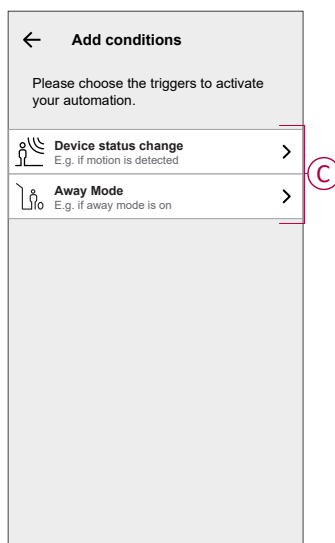 Add conditions
Please choose the triggers to activate
your automation.
Device status change
E.g. if motion is detected
Away Mode
E.g. if away mode is on
C